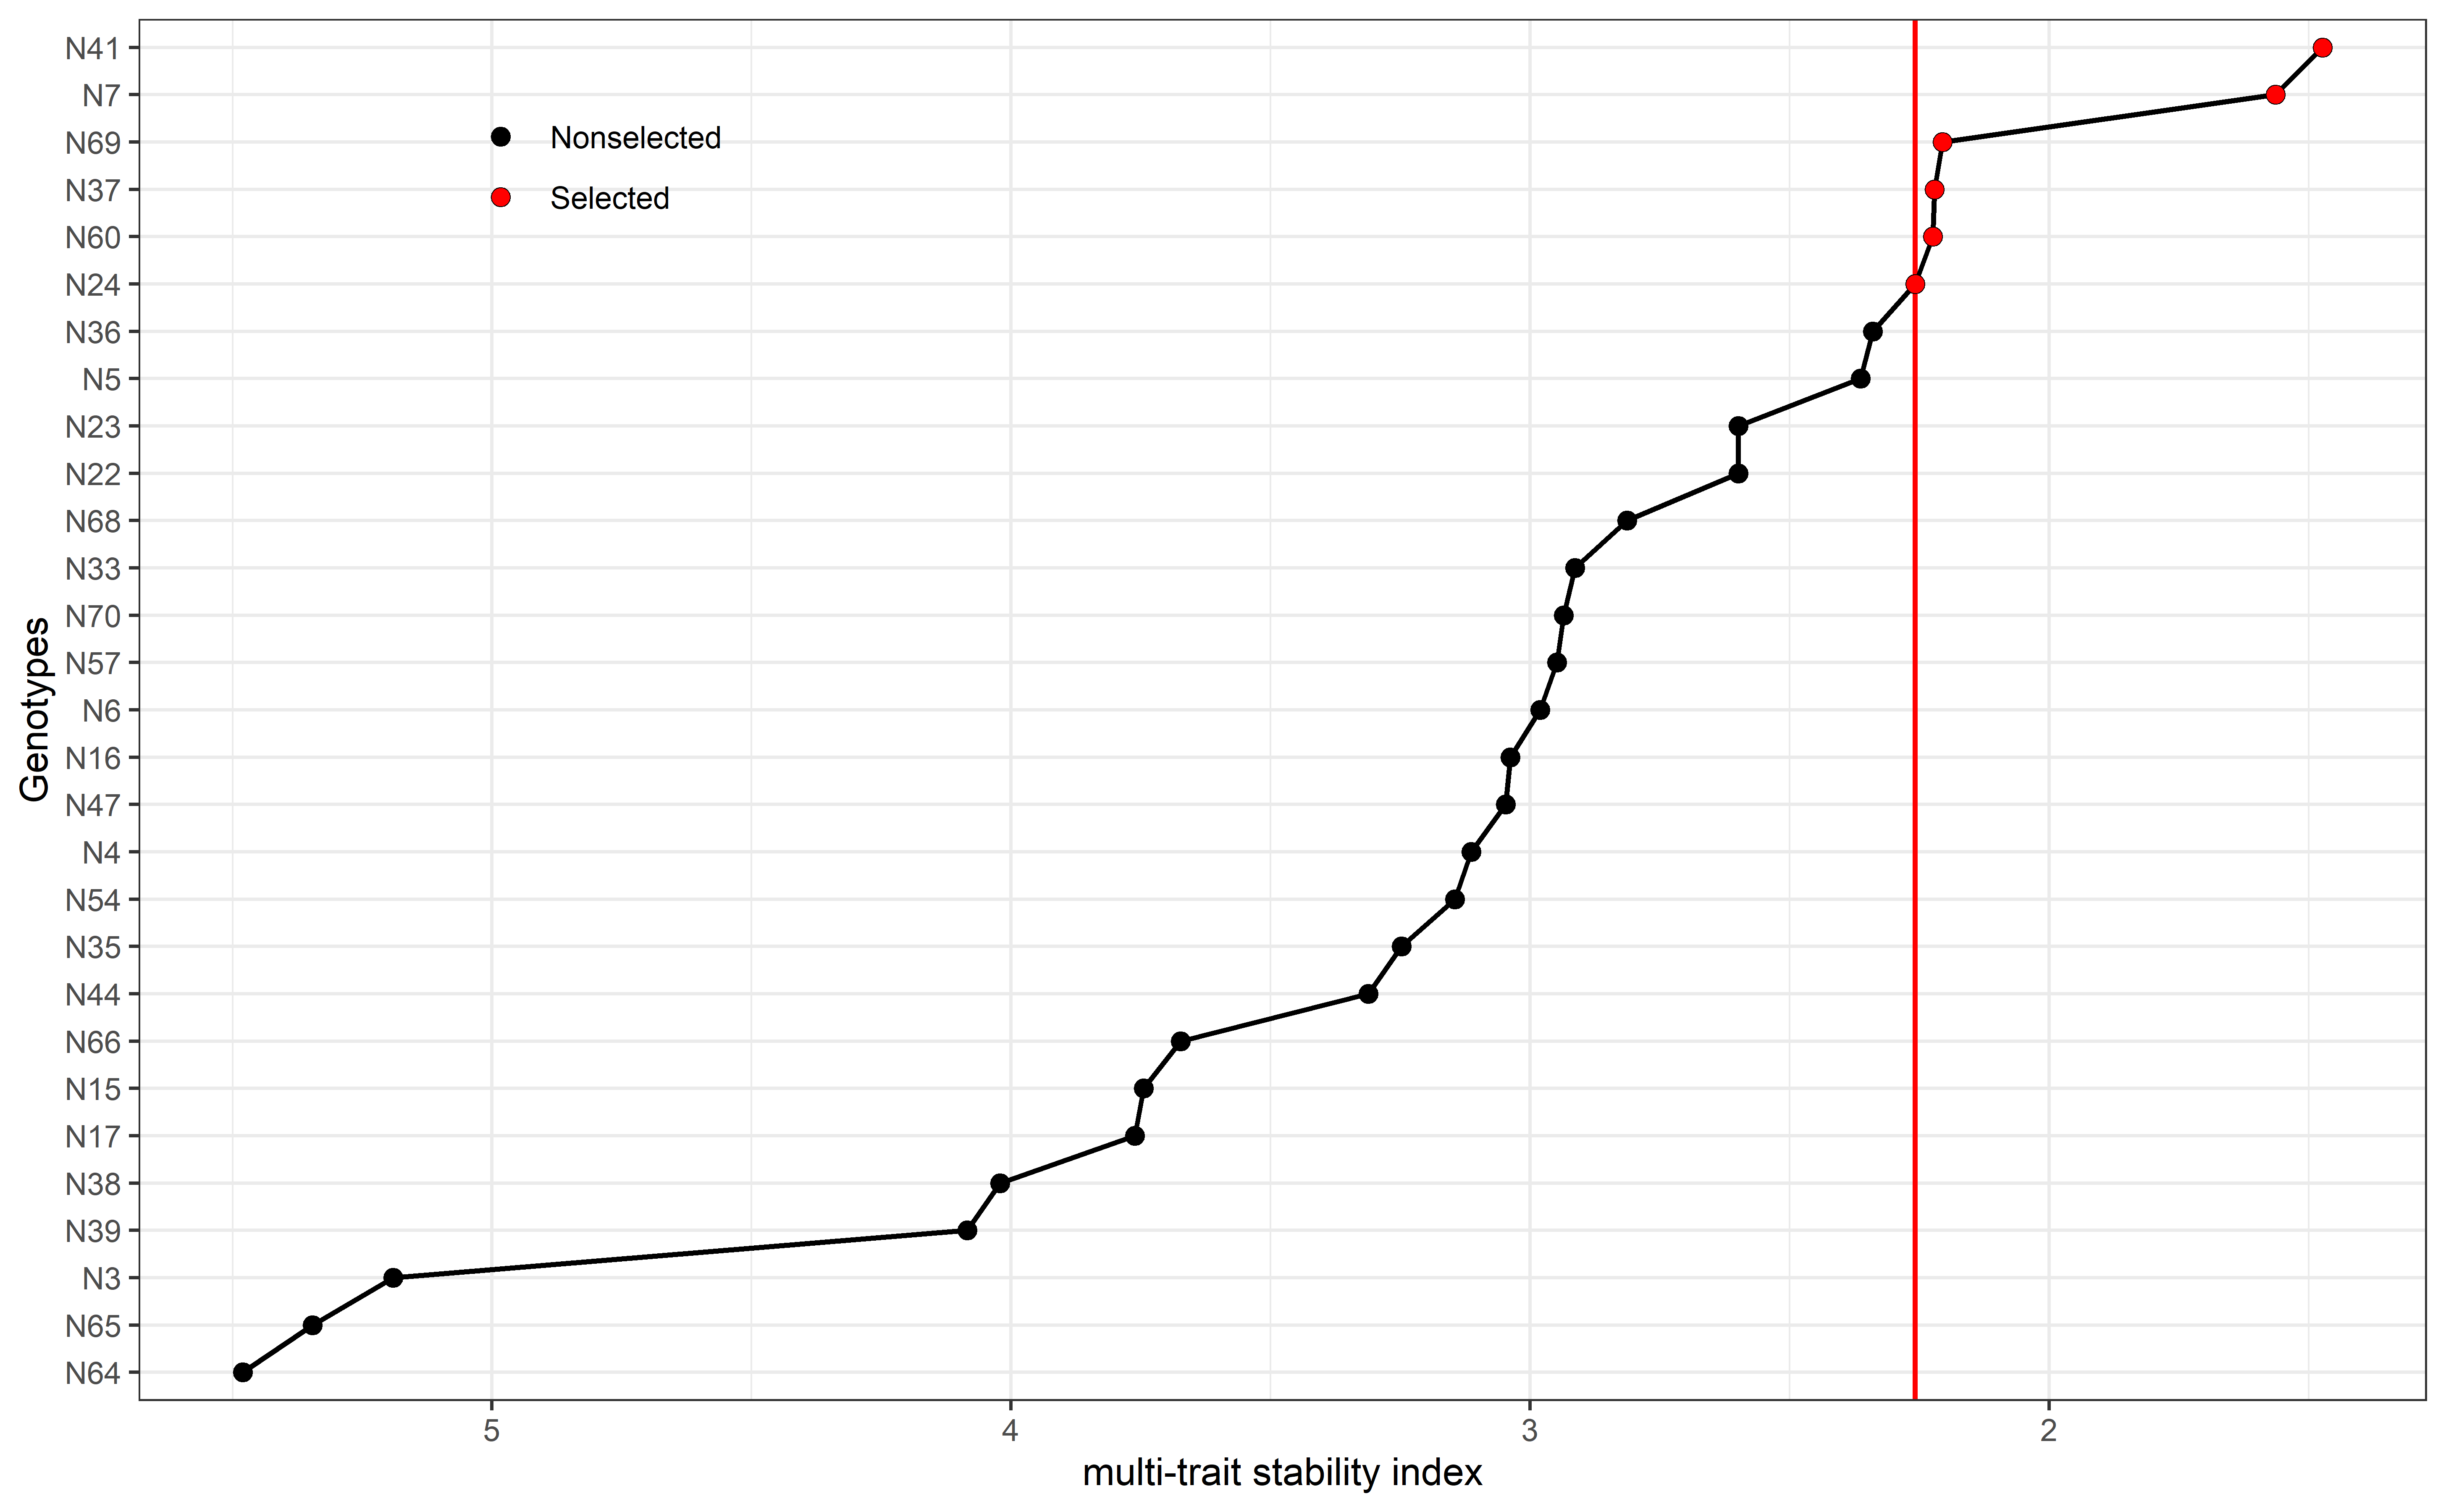 N41
N7
N69
N37
N60
N24
N36
N5
N23
N22
N68
N33
N70
N57
N6
N16
N47
N4
N54
N35
N44
N66
N15
N17
N38
N39
N3
N65
N64
Genotypes
Nonselected
Selected
5 4 3 2
multi-trait stability index